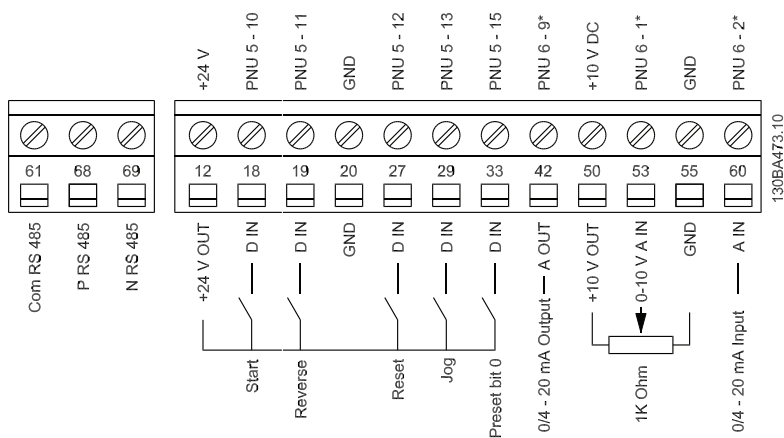 +24 V
PNU 5 - 10
PNU 5 - 11
GND
PNU 5 - 12
PNU 5 - 13
PNU 5 - 15
PNU 6 - 9*
+10 V DC
PNU 6 - 1*
GND
PNU 6 - 2*
61
68
69
12
18
19
20
27
29
33
42
50
53
55
60
130BA473.10
Com RS 485
P RS 485
N RS 485
+24 V OUT
D IN
D IN
GND
D IN
D IN
D IN
0/4 - 20 mA Output
A OUT
+10 V OUT
0-10 V A IN
GND
0/4 - 20 mA Input
A IN
Start
Reverse
Reset
Jog
Preset bit 0
1K Ohm